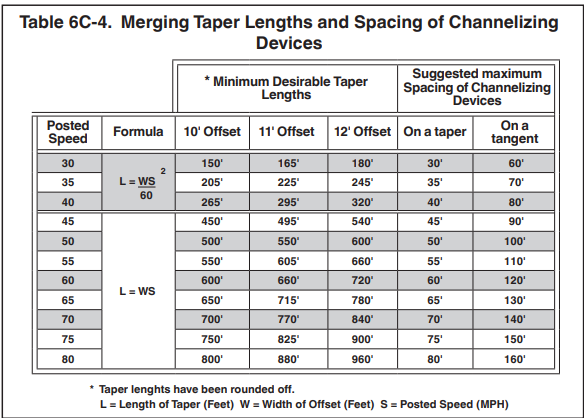 Table 6C-4. Merging Taper Lengths and Spacing of Channelizing
Devices
* Minimum Desirable Taper
Lengths
Suggested maximum
Spacing of Channelizing
Devices
Posted
Speed
Formula
10' Offset
11' Offset
12' Offset
On a taper
On a
tangent
30 150' 165' 180' 30' 60'
2
35 L = WS 205' 225' 245' 35' 70'
60
40 265' 295' 320' 40' 80'
45 450' 495' 540' 45' 90'
50 500' 550' 600' 50' 100'
55 550' 605' 660' 55' 110'
60 600' 660' 720' 60' 120'
L = WS
65 650' 715' 780' 65' 130'
70 700' 770' 840' 70' 140'
75 750' 825' 900' 75' 150'
80 800' 880' 960' 80' 160'
* Taper lenghts have been rounded off.
L = Length of Taper (Feet) W = Width of Offset (Feet) S = Posted Speed (MPH)